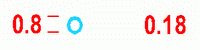 0.8 = ○ 0.18